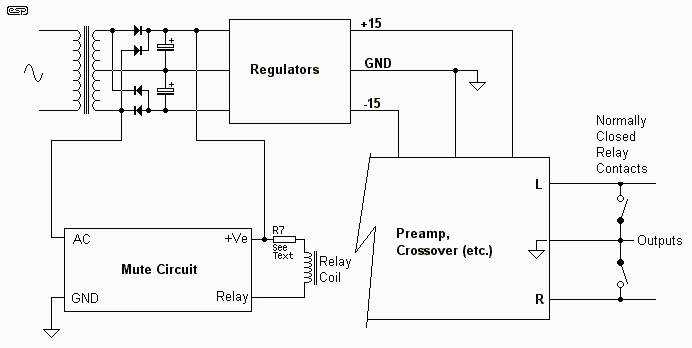 esp
+15
Regulators
GND
-15
Normally
Closed
Relay
Contacts
L
Preamp,
Crossover (etc.)
Outputs
R
AC
+Ve
R7
See
Text
Mute Circuit
Relay
Coil
GND
Relay